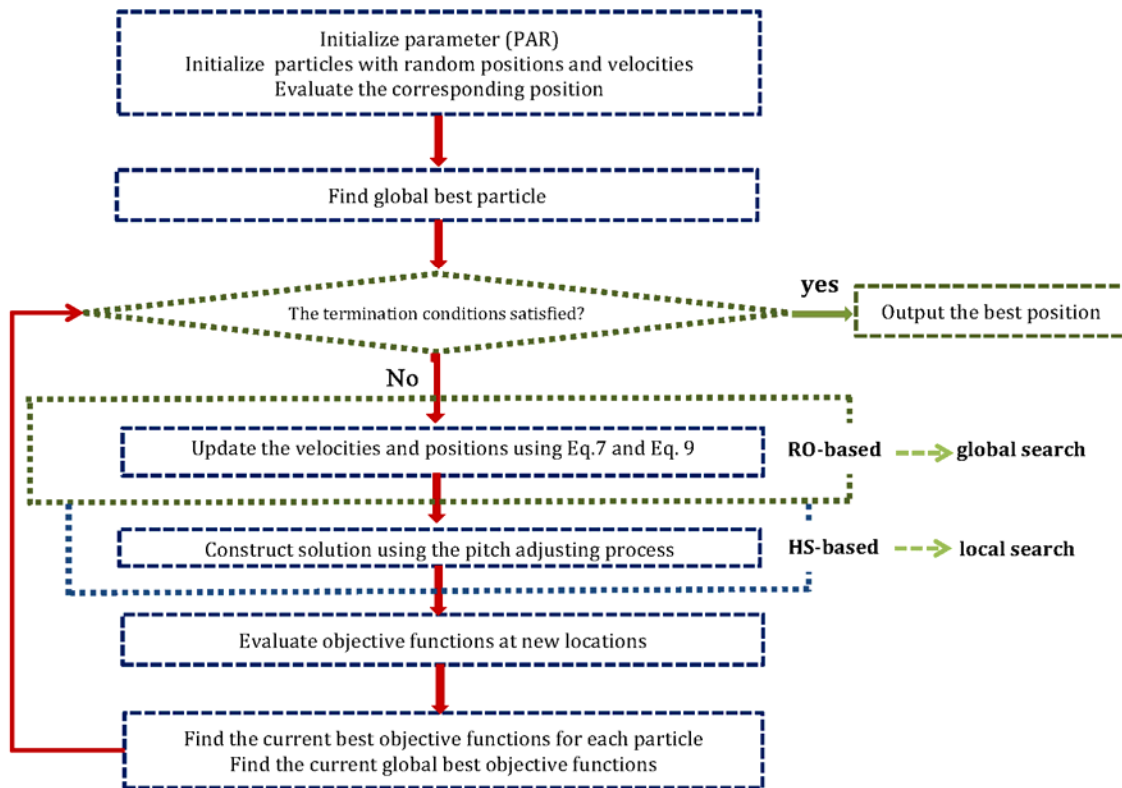 Initialize parameter (PAR)
Initialize particles with random positions and velocities
Evaluate the corresponding position
Find global best particle
The termination conditions satisfied?
yes
Output the best position
No
Update the velocities and positions using Eq.7 and Eq. 9
RO-based
global search
Construct solution using the pitch adjusting process
HS-based
local search
Evaluate objective functions at new locations
Find the current best objective functions for each particle
Find the current global best objective functions